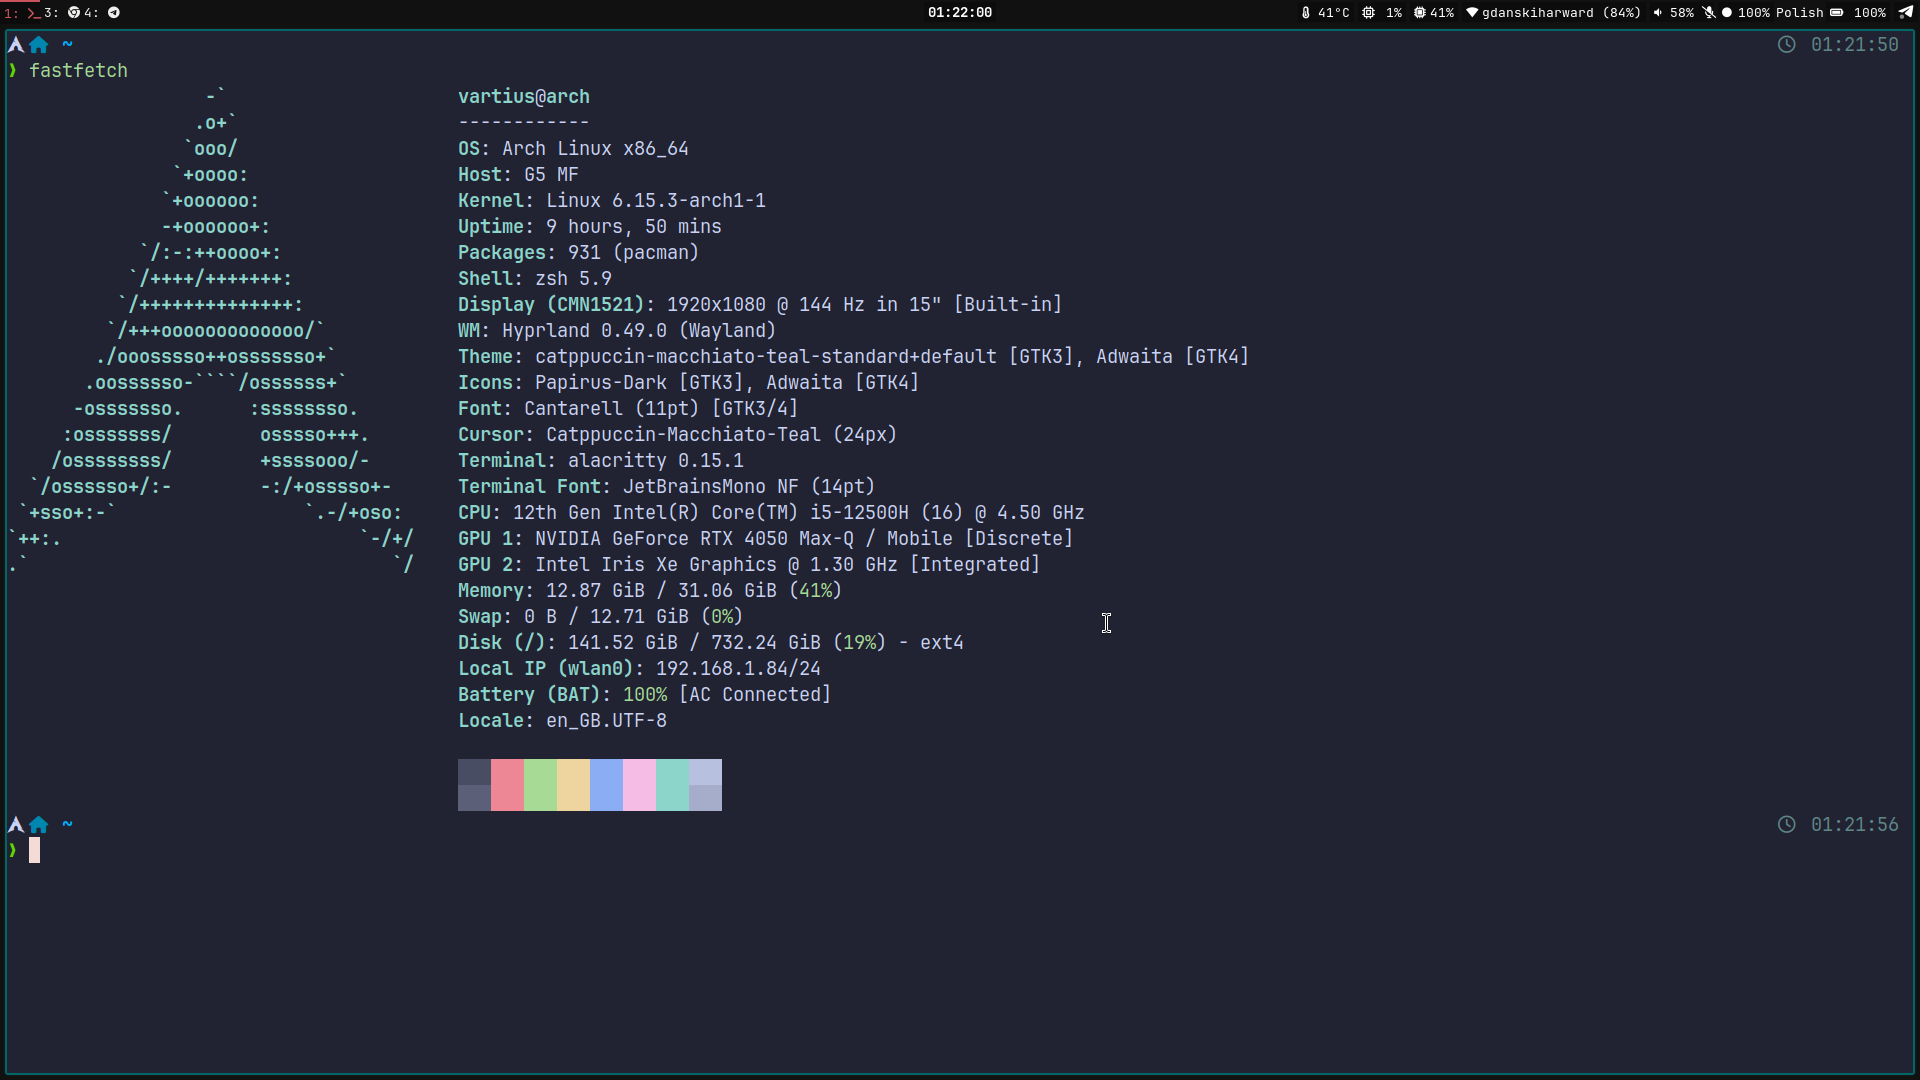 1: 3: 4: 01:22:00 41°C 1% 41% gdanskiharward (84%) 58% 100% Polish 100%
~ 01:21:50
❯ fastfetch
-`
.o+`
`ooo/
`+oooo:
`+oooooo:
-+oooooo+:
`/:-:++oooo+:
`/++++/+++++++:
`/++++++++++++++:
`/+++ooooooooooooo/`
./ooosssso++osssssso+`
.oossssso-````/ossssss+`
-osssssso. :ssssssso.
:osssssss/ osssso+++.
/ossssssss/ +ssssooo/-
`/ossssso+/:- -:/+osssso+-
`+sso+:-` `.-/+oso:
`++:. `-/+/
.` `/
vartius@arch
------------
OS: Arch Linux x86_64
Host: G5 MF
Kernel: Linux 6.15.3-arch1-1
Uptime: 9 hours, 50 mins
Packages: 931 (pacman)
Shell: zsh 5.9
Display (CMN1521): 1920x1080 @ 144 Hz in 15" [Built-in]
WM: Hyprland 0.49.0 (Wayland)
Theme: catppuccin-macchiato-teal-standard+default [GTK3], Adwaita [GTK4]
Icons: Papirus-Dark [GTK3], Adwaita [GTK4]
Font: Cantarell (11pt) [GTK3/4]
Cursor: Catppuccin-Macchiato-Teal (24px)
Terminal: alacritty 0.15.1
Terminal Font: JetBrainsMono NF (14pt)
CPU: 12th Gen Intel(R) Core(TM) i5-12500H (16) @ 4.50 GHz
GPU 1: NVIDIA GeForce RTX 4050 Max-Q / Mobile [Discrete]
GPU 2: Intel Iris Xe Graphics @ 1.30 GHz [Integrated]
Memory: 12.87 GiB / 31.06 GiB (41%)
Swap: 0 B / 12.71 GiB (0%)
Disk (/): 141.52 GiB / 732.24 GiB (19%) - ext4
Local IP (wlan0): 192.168.1.84/24
Battery (BAT): 100% [AC Connected]
Locale: en_GB.UTF-8
~ 01:21:56
❯